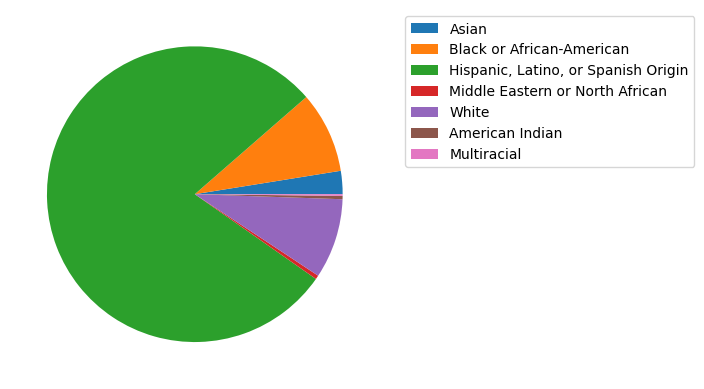 Asian
Black or African-American
Hispanic, Latino, or Spanish Origin
Middle Eastern or North African
White
American Indian
Multiracial